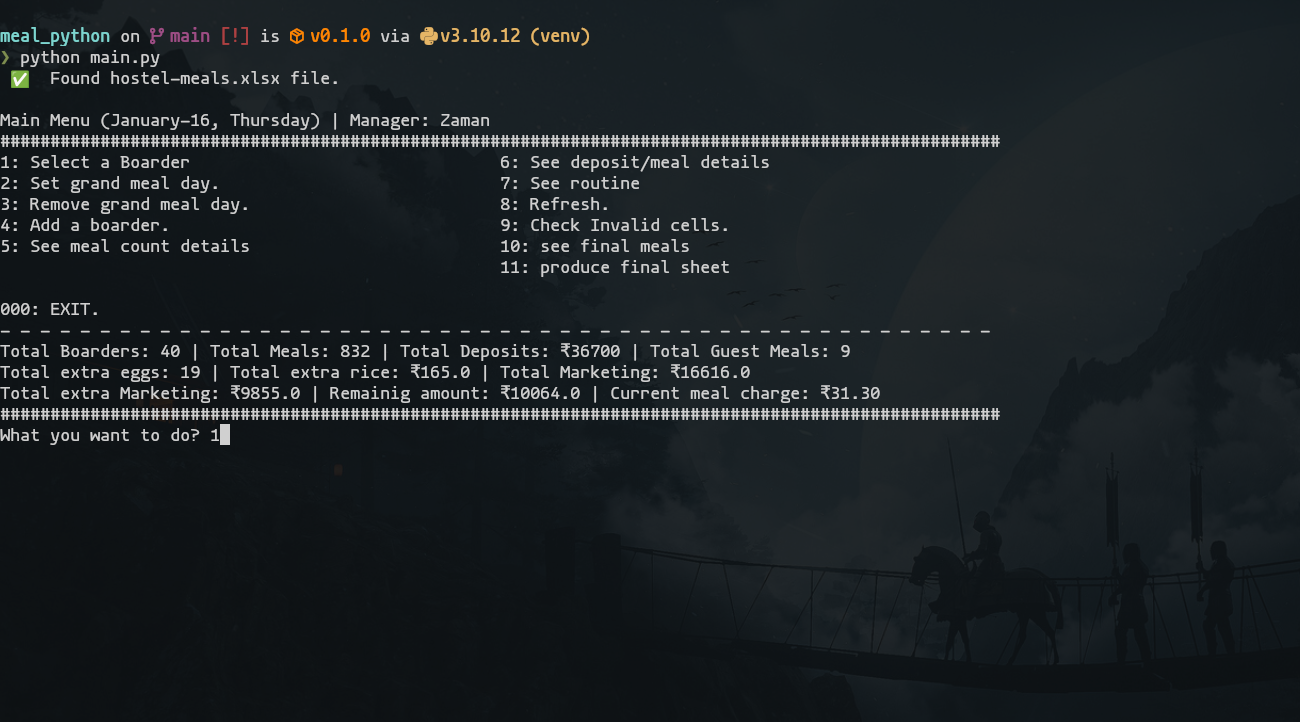 meal_python on main [!] is v0.1.0 via v3.10.12 (venv)
❯ python main.py
✅ Found hostel-meals.xlsx file.
Main Menu (January-16, Thursday) | Manager: Zaman
####################################################################################################
1: Select a Boarder 6: See deposit/meal details
2: Set grand meal day. 7: See routine
3: Remove grand meal day. 8: Refresh.
4: Add a boarder. 9: Check Invalid cells.
5: See meal count details 10: see final meals
11: produce final sheet
000: EXIT.
_ _ _ _ _ _ _ _ _ _ _ _ _ _ _ _ _ _ _ _ _ _ _ _ _ _ _ _ _ _ _ _ _ _ _ _ _ _ _ _ _ _ _ _ _ _ _ _ _ _
Total Boarders: 40 | Total Meals: 832 | Total Deposits: ₹36700 | Total Guest Meals: 9
Total extra eggs: 19 | Total extra rice: ₹165.0 | Total Marketing: ₹16616.0
Total extra Marketing: ₹9855.0 | Remainig amount: ₹10064.0 | Current meal charge: ₹31.30
####################################################################################################
What you want to do? 1